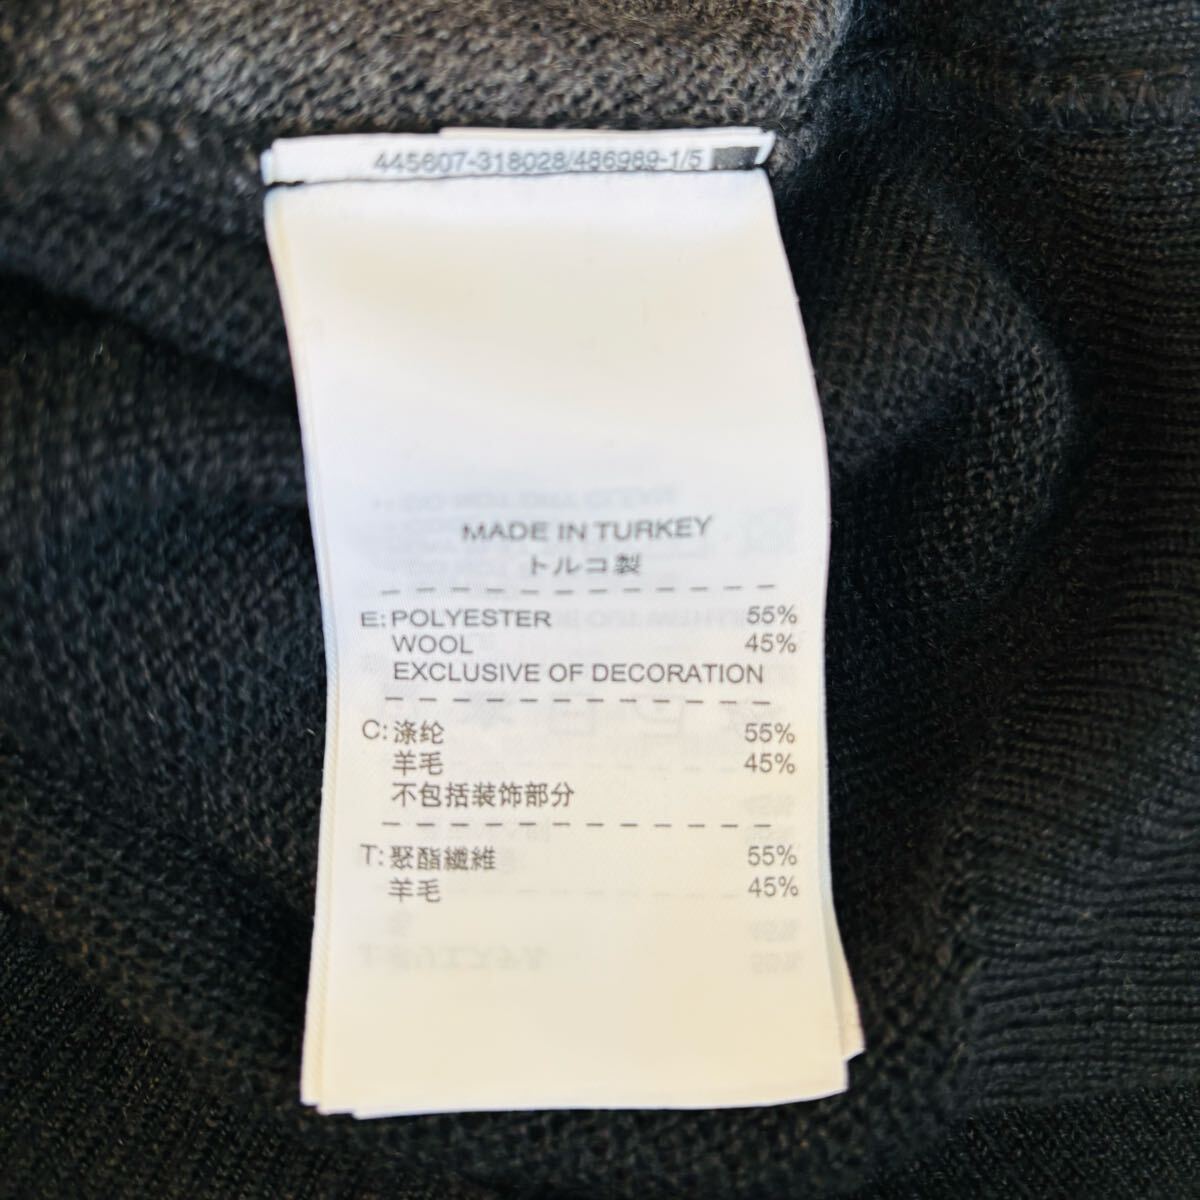 445607-318028/486989-1/5
MADE IN TURKEY
トルコ製
E: POLYESTER 55%
WOOL 45%
EXCLUSIVE OF DECORATION
C: 涤纶 55%
羊毛 45%
不包括装饰部分
T: 聚酯纖維 55%
羊毛 45%